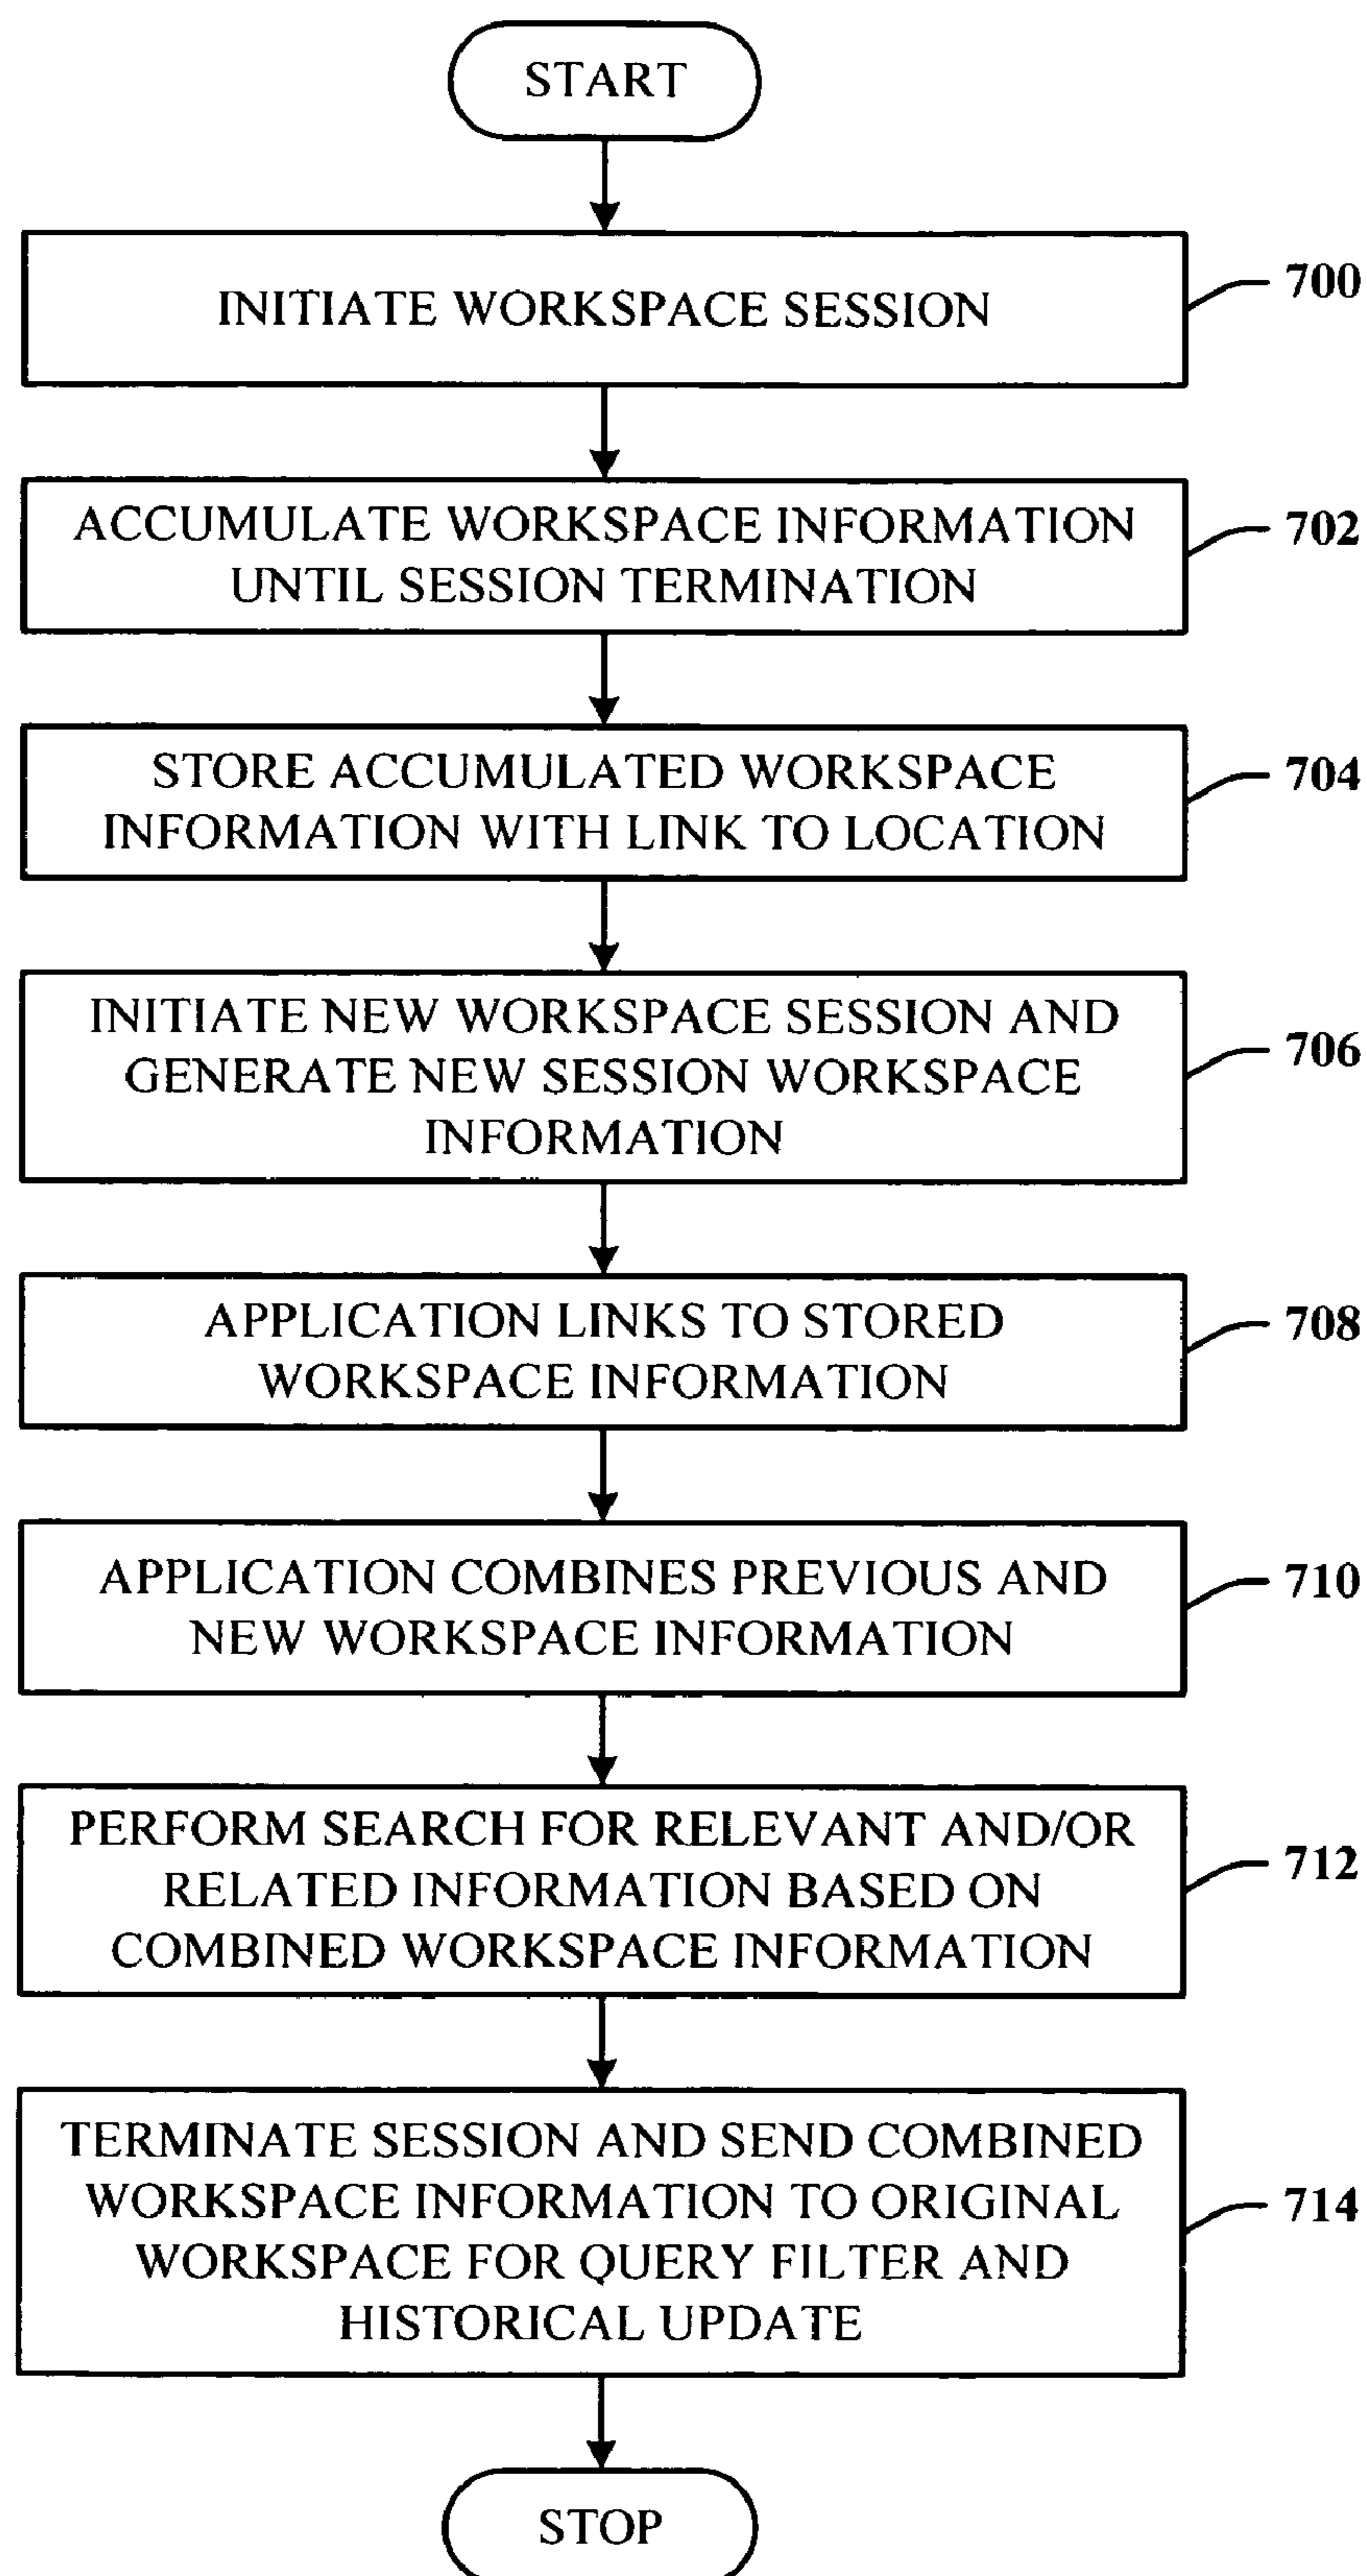 START
INITIATE WORKSPACE SESSION
700
ACCUMULATE WORKSPACE INFORMATION
UNTIL SESSION TERMINATION
702
STORE ACCUMULATED WORKSPACE
INFORMATION WITH LINK TO LOCATION
704
INITIATE NEW WORKSPACE SESSION AND
GENERATE NEW SESSION WORKSPACE
INFORMATION
706
APPLICATION LINKS TO STORED
WORKSPACE INFORMATION
708
APPLICATION COMBINES PREVIOUS AND
NEW WORKSPACE INFORMATION
710
PERFORM SEARCH FOR RELEVANT AND/OR
RELATED INFORMATION BASED ON
COMBINED WORKSPACE INFORMATION
712
TERMINATE SESSION AND SEND COMBINED
WORKSPACE INFORMATION TO ORIGINAL
WORKSPACE FOR QUERY FILTER AND
HISTORICAL UPDATE
714
STOP